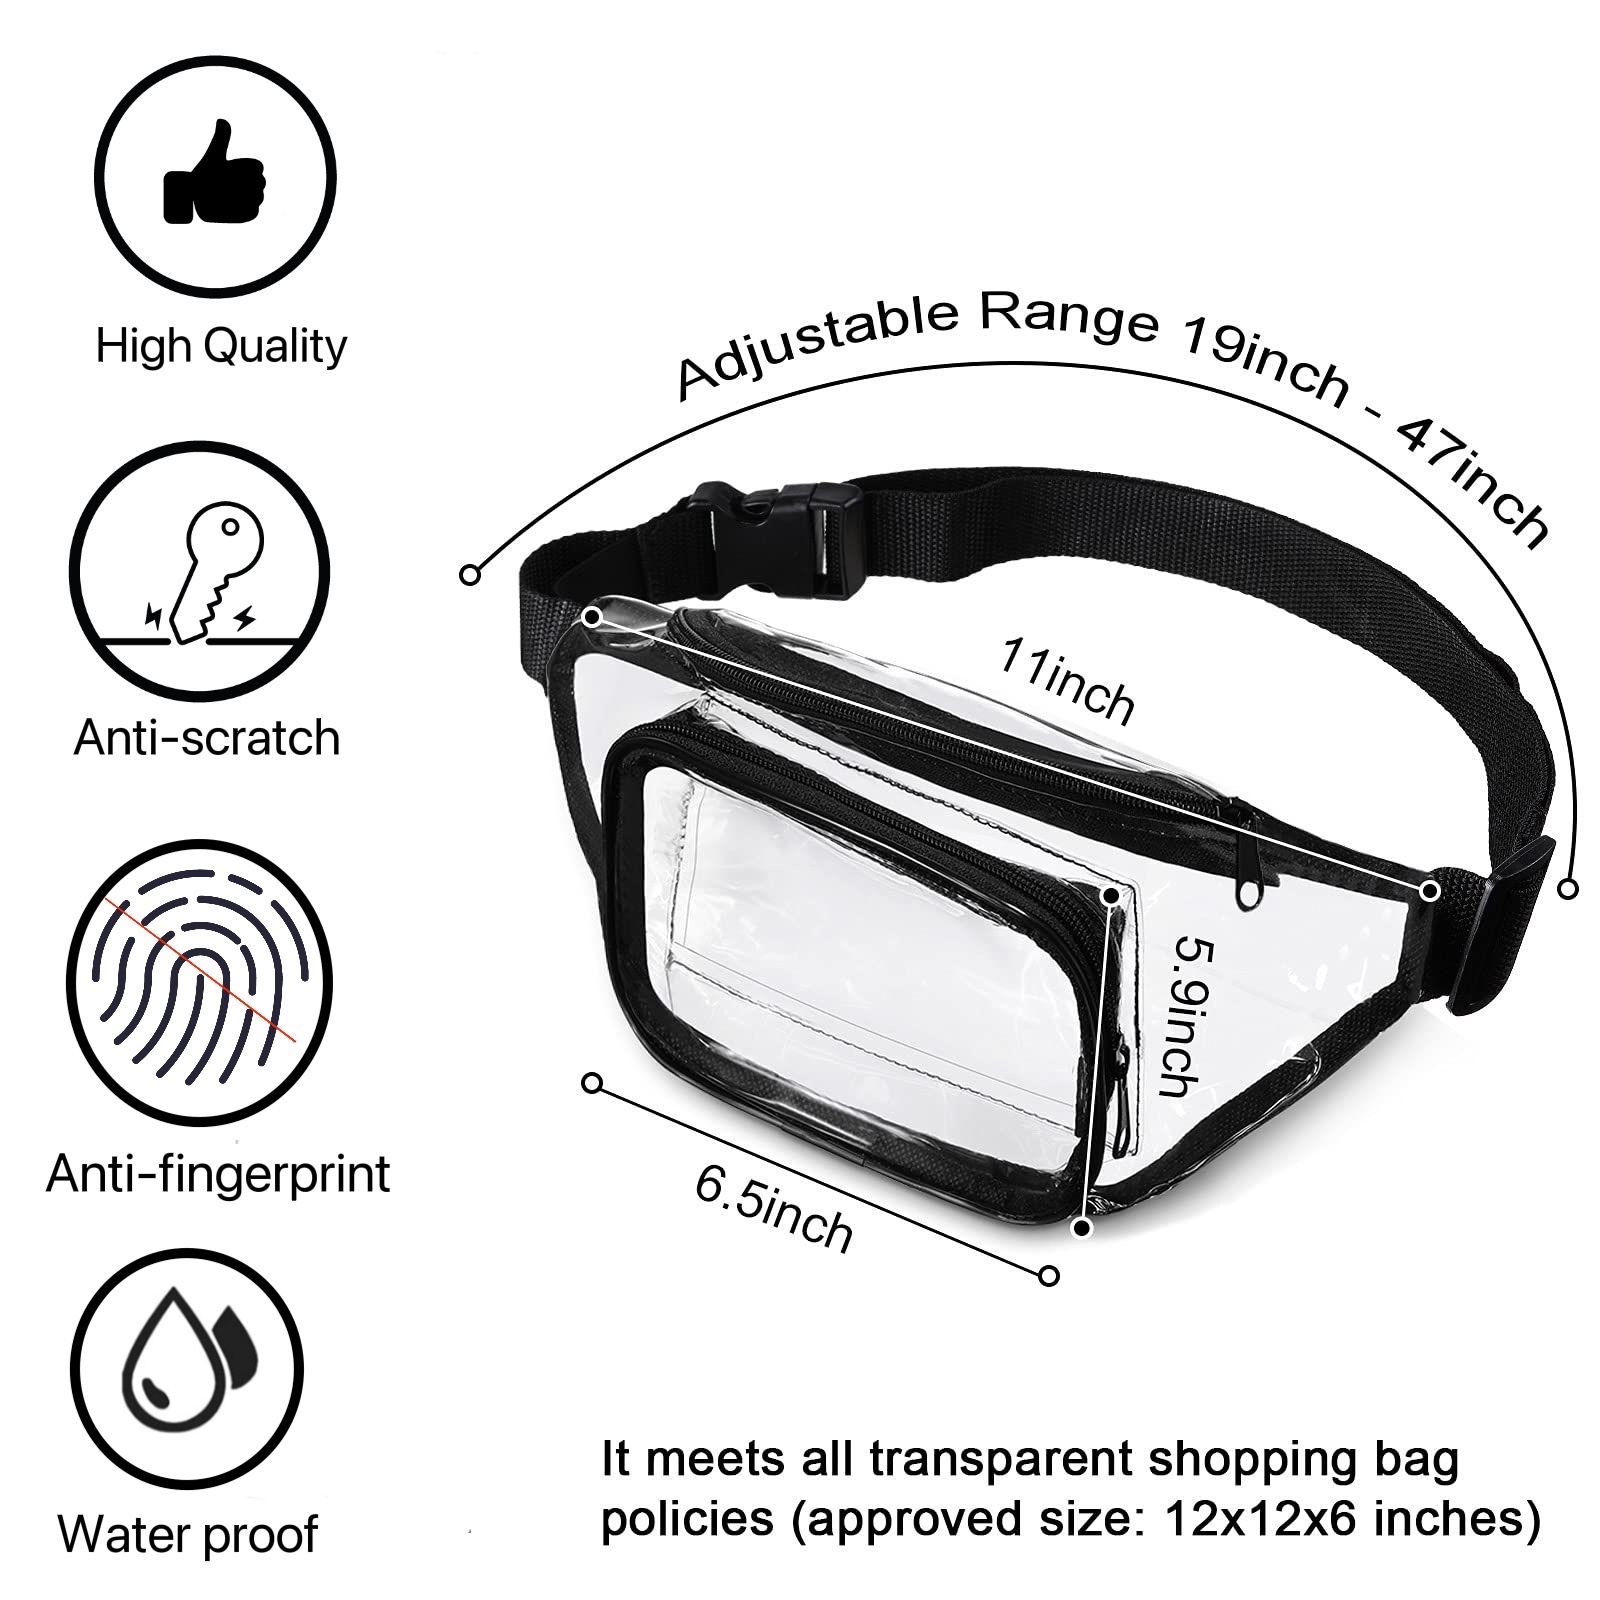 High Quality
Anti-scratch
Anti-fingerprint
Water proof
Adjustable Range 19inch - 47inch
11inch
5.9inch
6.5inch
It meets all transparent shopping bag
policies (approved size: 12x12x6 inches)